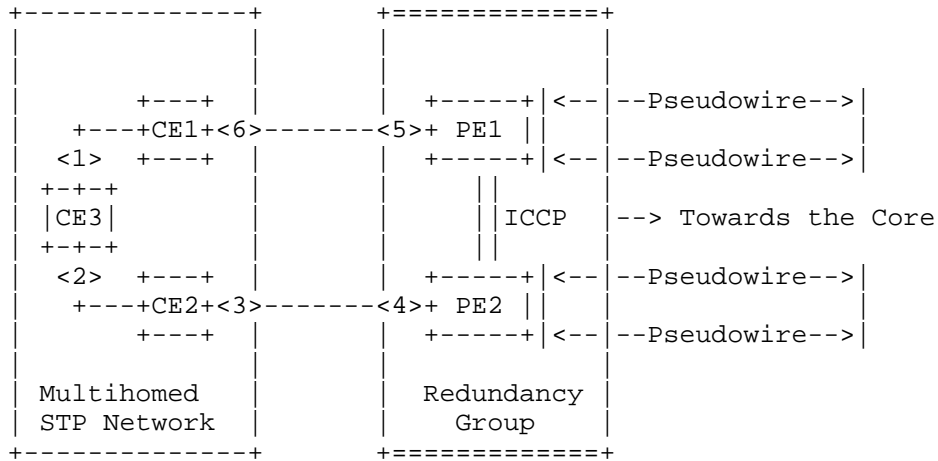 --Pseudowire-->
CE1 <6> <5> PE1
<1> --Pseudowire-->
CE3 ICCP --> Towards the Core
<2> --Pseudowire-->
CE2 <3> <4> PE2
--Pseudowire-->
Multihomed Redundancy
STP Network Group